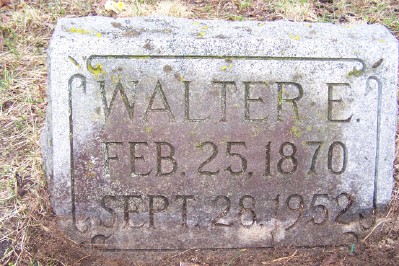 WALTER E.
FEB. 25, 1870
SEPT. 28, 1952